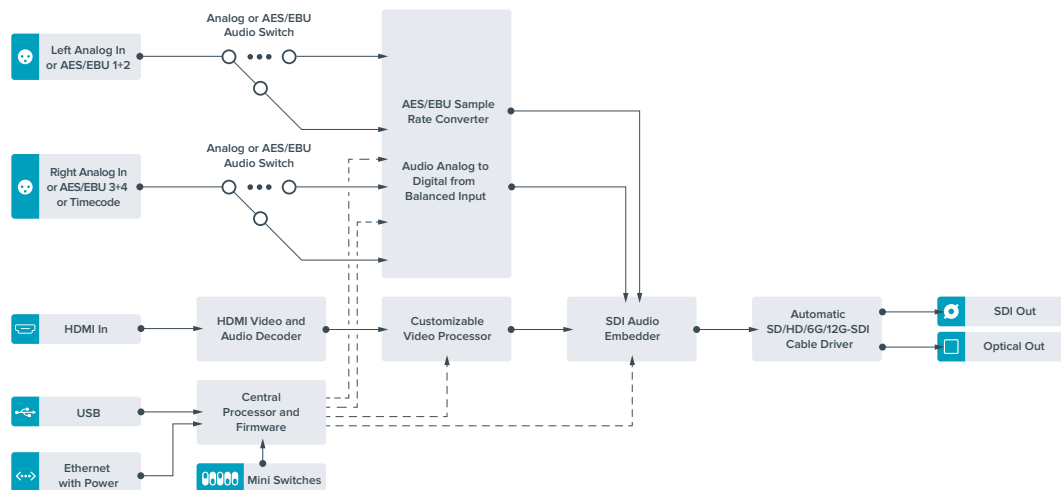 Analog or AES/EBU
Audio Switch
Left Analog In
or AES/EBU 1+2
AES/EBU Sample
Rate Converter
Analog or AES/EBU
Audio Switch
Right Analog In
or AES/EBU 3+4
or Timecode
Audio Analog to
Digital from
Balanced Input
HDMI In
HDMI Video and
Audio Decoder
Customizable
Video Processor
SDI Audio
Embedder
Automatic
SD/HD/6G/12G-SDI
Cable Driver
SDI Out
Optical Out
USB
Central
Processor and
Firmware
Ethernet
with Power
Mini Switches